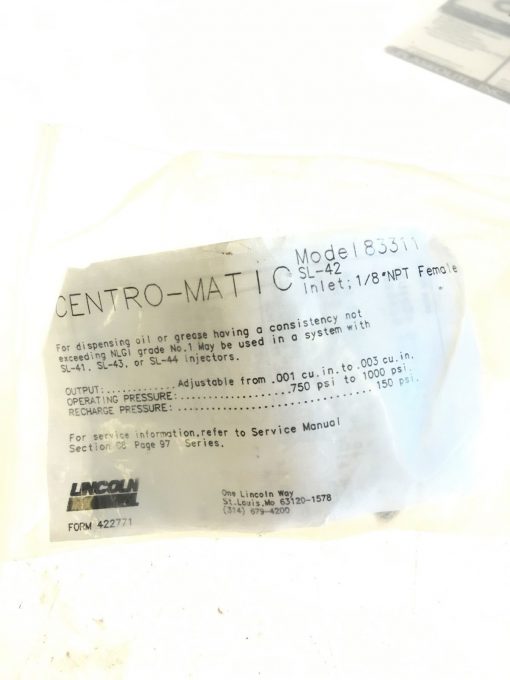 Model 83311
SL-42
CENTRO-MATIC Inlet; 1/8" NPT Female
For dispensing oil or grease having a consistency not
exceeding NLGI grade No.1 May be used in a system with
SL-41, SL-43, or SL-44 injectors.
OUTPUT:............Adjustable from .001 cu.in.to .003 cu.in.
OPERATING PRESSURE:....................750 psi to 1000 psi.
RECHARGE PRESSURE:...................................150 psi.
For service information,refer to Service Manual
Section C8 Page 97 Series.
LINCOLN
One Lincoln Way
St.Louis,Mo 63120-1578
(314) 679-4200
FORM 422771